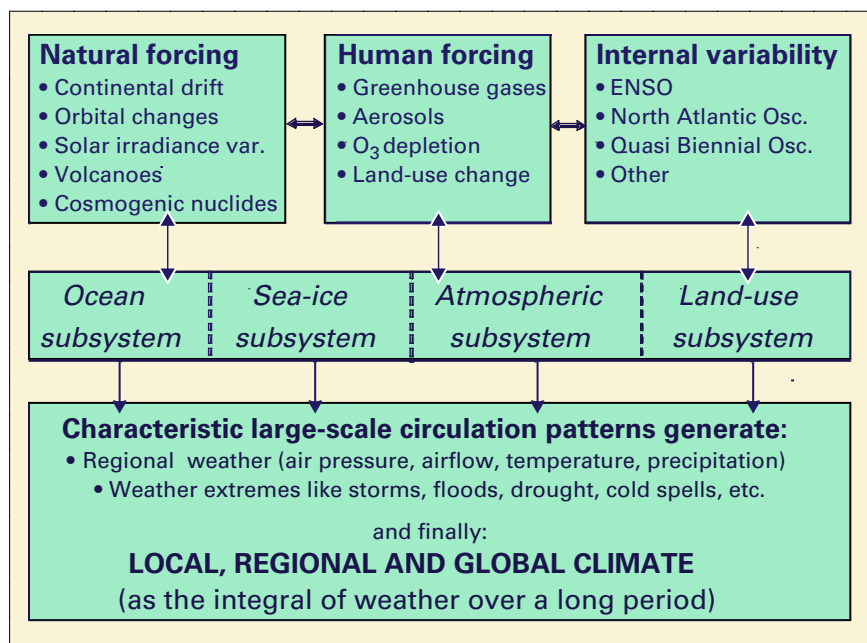 Natural forcing
• Continental drift
• Orbital changes
• Solar irradiance var.
• Volcanoes
• Cosmogenic nuclides
Human forcing
• Greenhouse gases
• Aerosols
• O₃ depletion
• Land-use change
Internal variability
• ENSO
• North Atlantic Osc.
• Quasi Biennial Osc.
• Other
Ocean
subsystem
Sea-ice
subsystem
Atmospheric
subsystem
Land-use
subsystem
Characteristic large-scale circulation patterns generate:
• Regional weather (air pressure, airflow, temperature, precipitation)
• Weather extremes like storms, floods, drought, cold spells, etc.
and finally:
LOCAL, REGIONAL AND GLOBAL CLIMATE
(as the integral of weather over a long period)